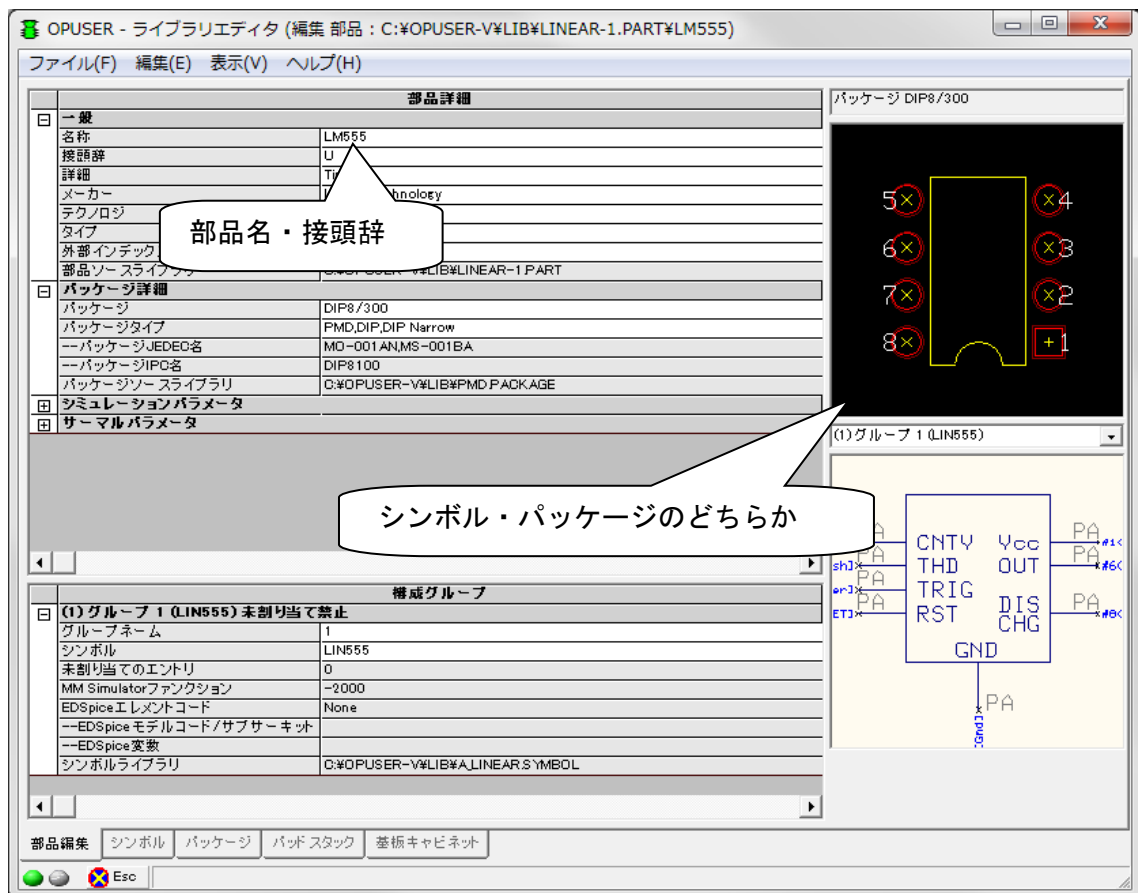 OPUSER - ライブラリエディタ (編集 部品 : C:¥OPUSER-V¥LIB¥LINEAR-1.PART¥LM555)
ファイル(F) 編集(E) 表示(V) ヘルプ(H)
部品詳細
一般
名称 LM555
接頭辞 U
詳細
メーカー
テクノロジ
タイプ
部品名・接頭辞
外部インデック
部品ソースライブラリ C:¥OPUSER-V¥LIB¥LINEAR-1.PART
パッケージ詳細
パッケージ DIP8/300
パッケージタイプ PMD,DIP,DIP Narrow
--パッケージJEDEC名 MO-001AN,MS-001BA
--パッケージIPC名 DIP8100
パッケージソースライブラリ C:¥OPUSER-V¥LIB¥PMD.PACKAGE
シミュレーションパラメータ
サーマルパラメータ
パッケージ DIP8/300
5 4
6 3
7 2
8 1
(1)グループ 1 (LIN555)
シンボル・パッケージのどちらか
CNTV Vcc PA #1<
PA THD OUT PA #6<
PA TRIG
PA RST DIS CHG PA #8<
ET]
GND
PA
[Gnd]
構成グループ
(1)グループ 1 (LIN555)未割り当て禁止
グループネーム 1
シンボル LIN555
未割り当てのエントリ 0
MM Simulatorファンクション -2000
EDSpiceエレメントコード None
--EDSpiceモデルコード/サブサーキット
--EDSpice変数
シンボルライブラリ C:¥OPUSER-V¥LIB¥A_LINEAR.SYMBOL
部品編集 シンボル パッケージ パッドスタック 基板キャビネット
Esc